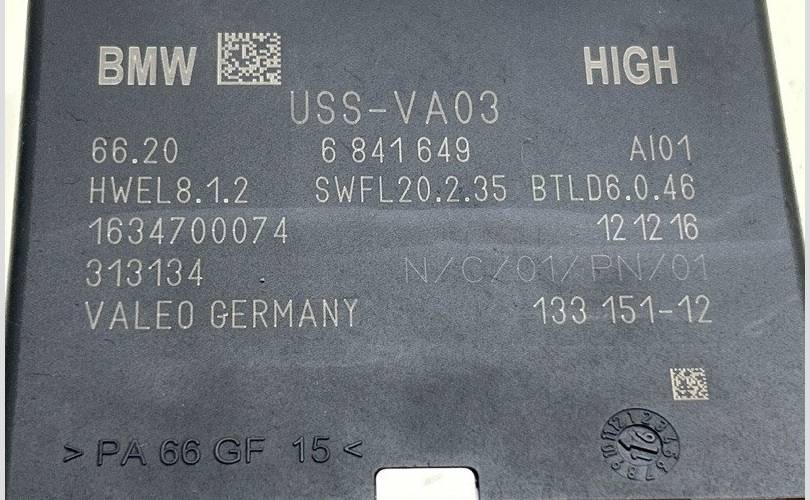 BMW HIGH
USS-VA03
66.20 6 841 649 AI01
HWEL8.1.2 SWFL20.2.35 BTLD6.0.46
1634700074 12 12 16
313134 N/C/01/PN/01
VALEO GERMANY 133 151-12
> PA 66 GF 15 <
16